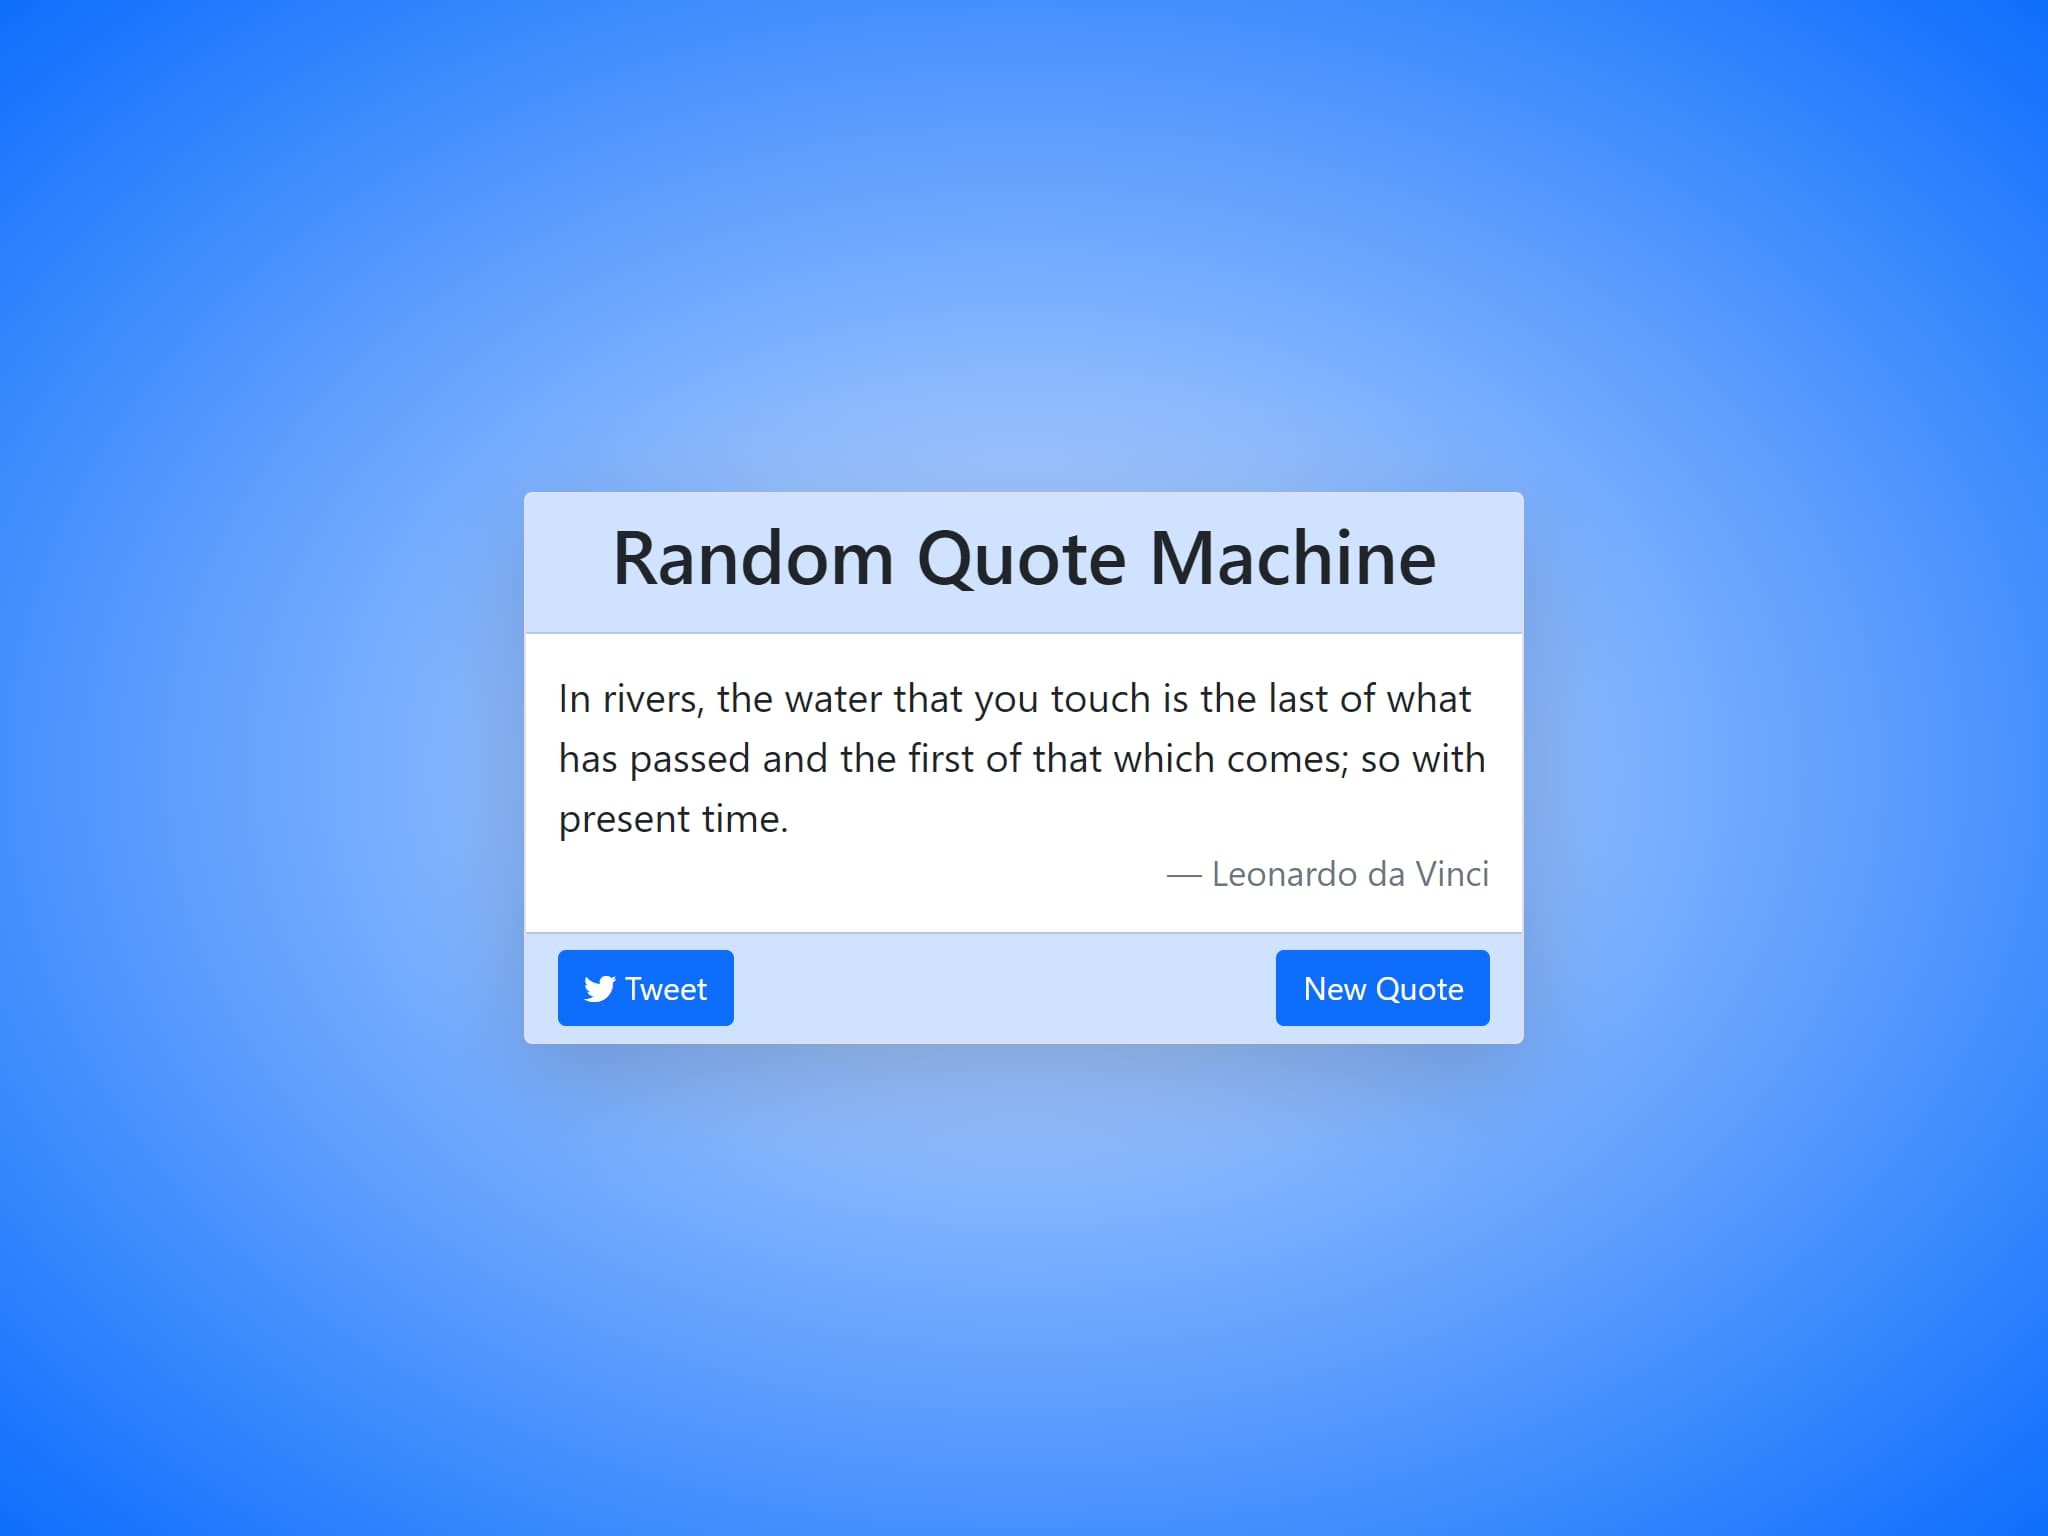 Random Quote Machine
In rivers, the water that you touch is the last of what
has passed and the first of that which comes; so with
present time.
— Leonardo da Vinci
Tweet
New Quote